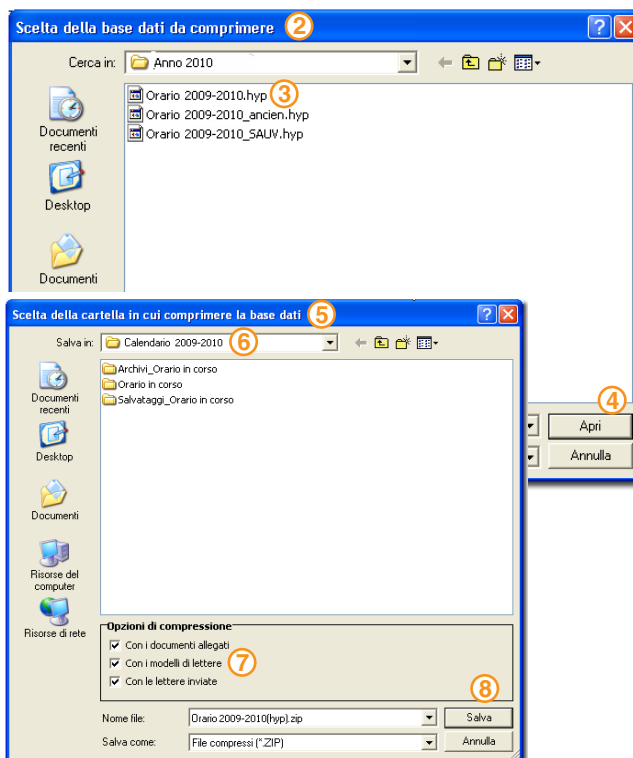 Scelta della base dati da comprimere 2
Cerca in: Anno 2010
Orario 2009-2010.hyp 3
Orario 2009-2010_ancien.hyp
Orario 2009-2010_SAUV.hyp
Documenti
recenti
Desktop
Documenti
4
Apri
Annulla
Scelta della cartella in cui comprimere la base dati 5
Salva in: Calendario 2009-2010 6
Archivi_Orario in corso
Orario in corso
Salvataggi_Orario in corso
Documenti
recenti
Desktop
Documenti
Risorse del
computer
Risorse di rete
Opzioni di compressione
Con i documenti allegati
Con i modelli di lettere 7
Con le lettere inviate
8
Nome file: Orario 2009-2010(hyp).zip Salva
Salva come: File compressi (*.ZIP) Annulla